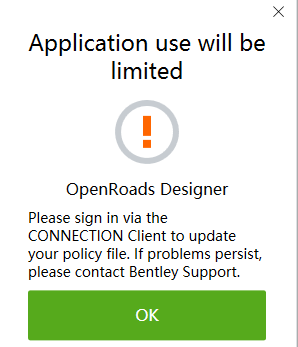 Application use will be
limited
OpenRoads Designer
Please sign in via the
CONNECTION Client to update
your policy file. If problems persist,
please contact Bentley Support.
OK